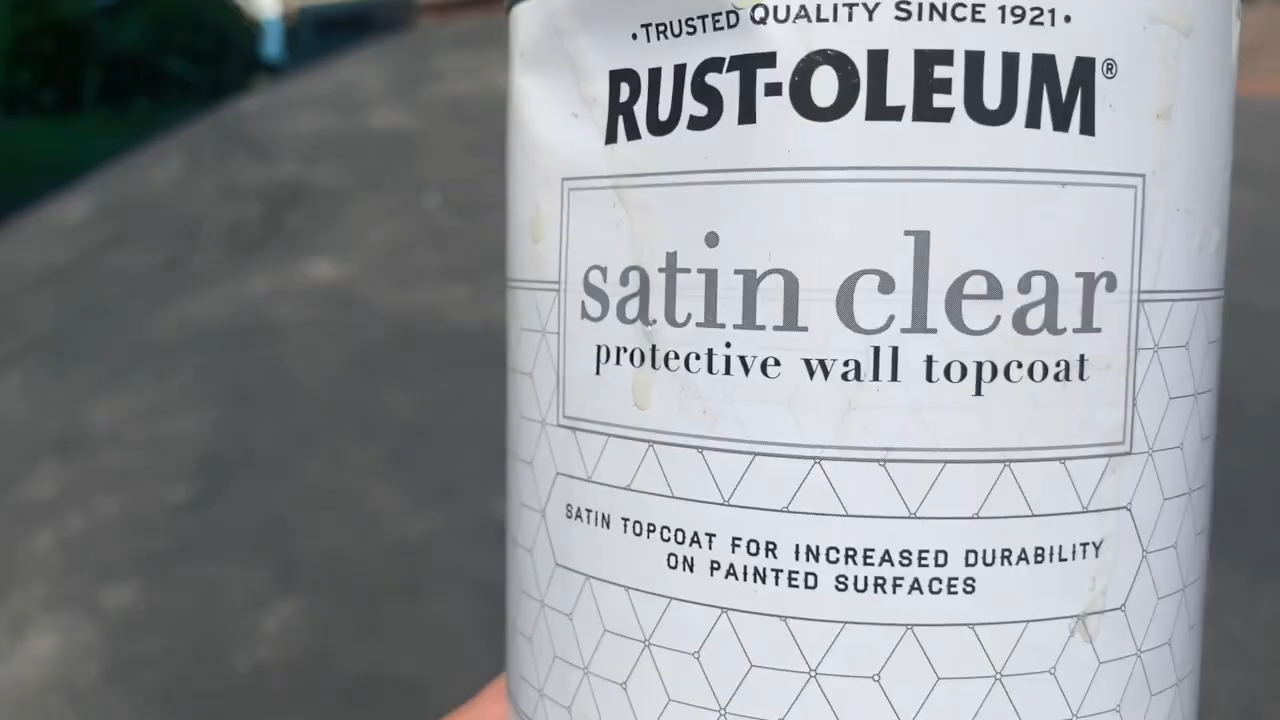 •TRUSTED QUALITY SINCE 1921•
RUST-OLEUM®
satin clear
protective wall topcoat
SATIN TOPCOAT FOR INCREASED DURABILITY
ON PAINTED SURFACES